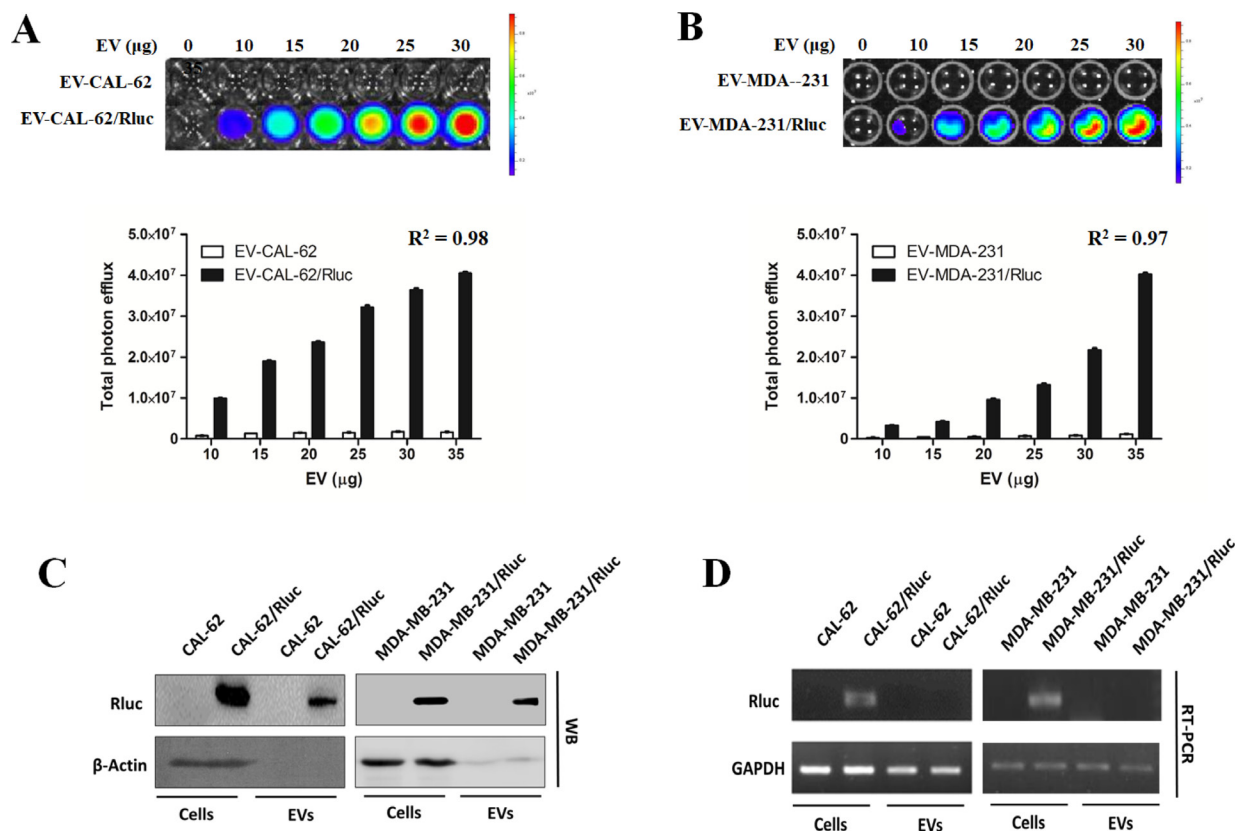 A
EV (µg) 0 10 15 20 25 30
35
EV-CAL-62
EV-CAL-62/Rluc
5.0×10⁷
4.0×10⁷
3.0×10⁷
2.0×10⁷
1.0×10⁷
0
Total photon efflux
R² = 0.98
EV-CAL-62
EV-CAL-62/Rluc
10 15 20 25 30 35
EV (µg)
B
EV (µg) 0 10 15 20 25 30
EV-MDA--231
EV-MDA-231/Rluc
5.0×10⁷
4.0×10⁷
3.0×10⁷
2.0×10⁷
1.0×10⁷
0
Total photon efflux
R² = 0.97
EV-MDA-231
EV-MDA-231/Rluc
10 15 20 25 30 35
EV (µg)
C
CAL-62 CAL-62/Rluc CAL-62 CAL-62/Rluc MDA-MB-231 MDA-MB-231/Rluc MDA-MB-231 MDA-MB-231/Rluc
Rluc
β-Actin
WB
Cells EVs Cells EVs
D
CAL-62 CAL-62/Rluc CAL-62 CAL-62/Rluc MDA-MB-231 MDA-MB-231/Rluc MDA-MB-231 MDA-MB-231/Rluc
Rluc
GAPDH
RT-PCR
Cells EVs Cells EVs